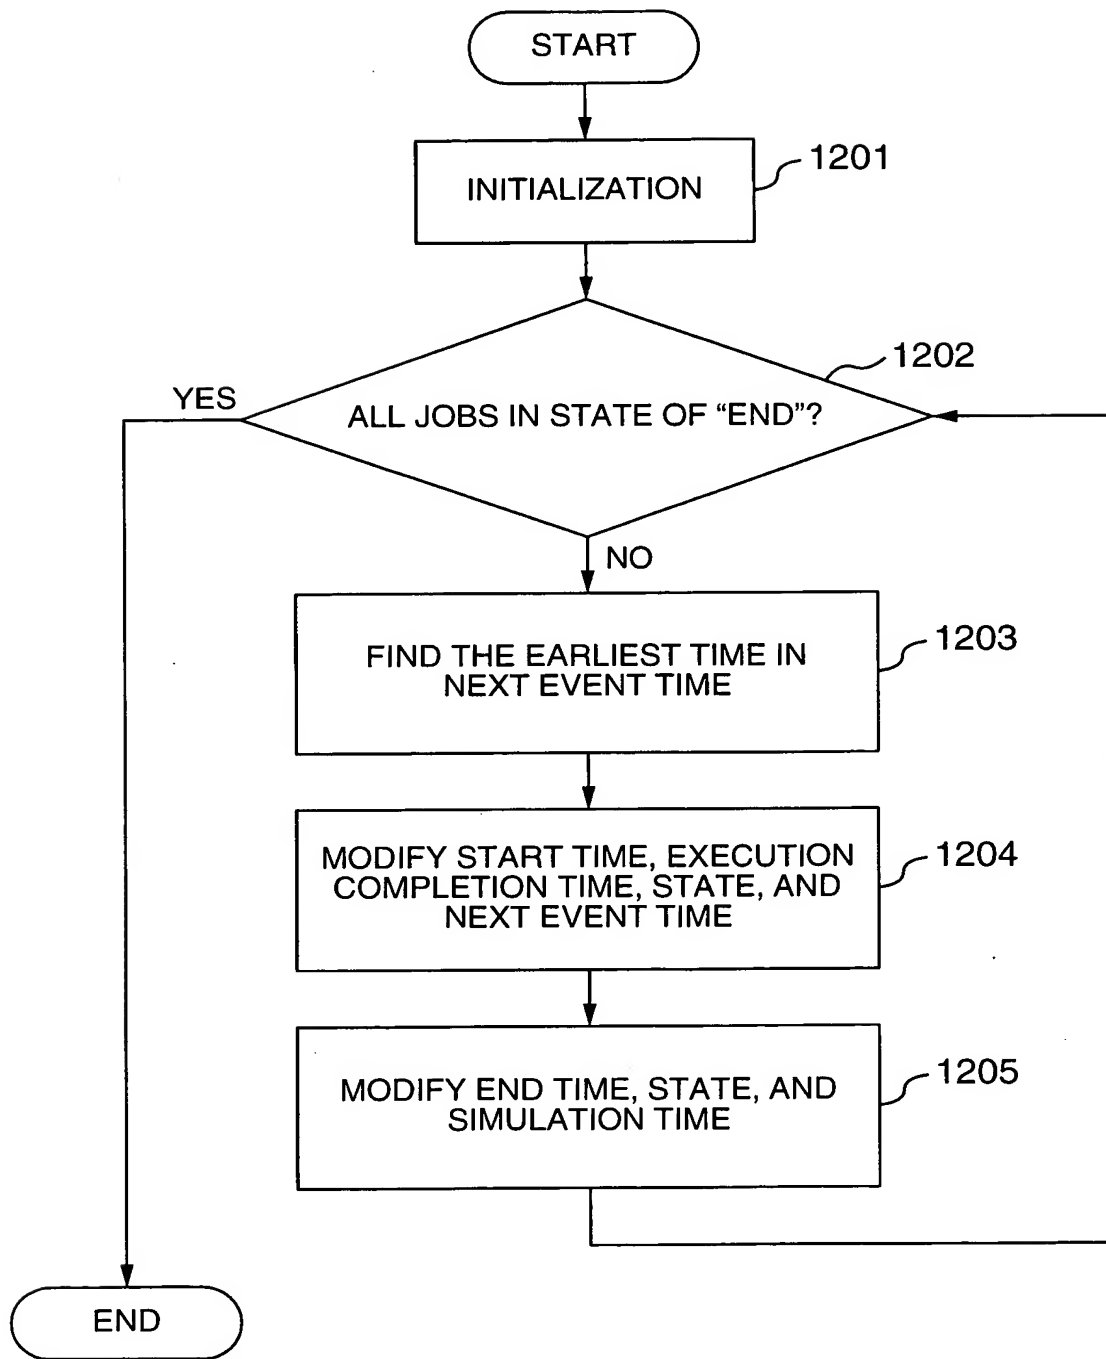 START
INITIALIZATION
1201
1202
YES
ALL JOBS IN STATE OF “END”?
NO
FIND THE EARLIEST TIME IN
NEXT EVENT TIME
1203
MODIFY START TIME, EXECUTION
COMPLETION TIME, STATE, AND
NEXT EVENT TIME
1204
MODIFY END TIME, STATE, AND
SIMULATION TIME
1205
END